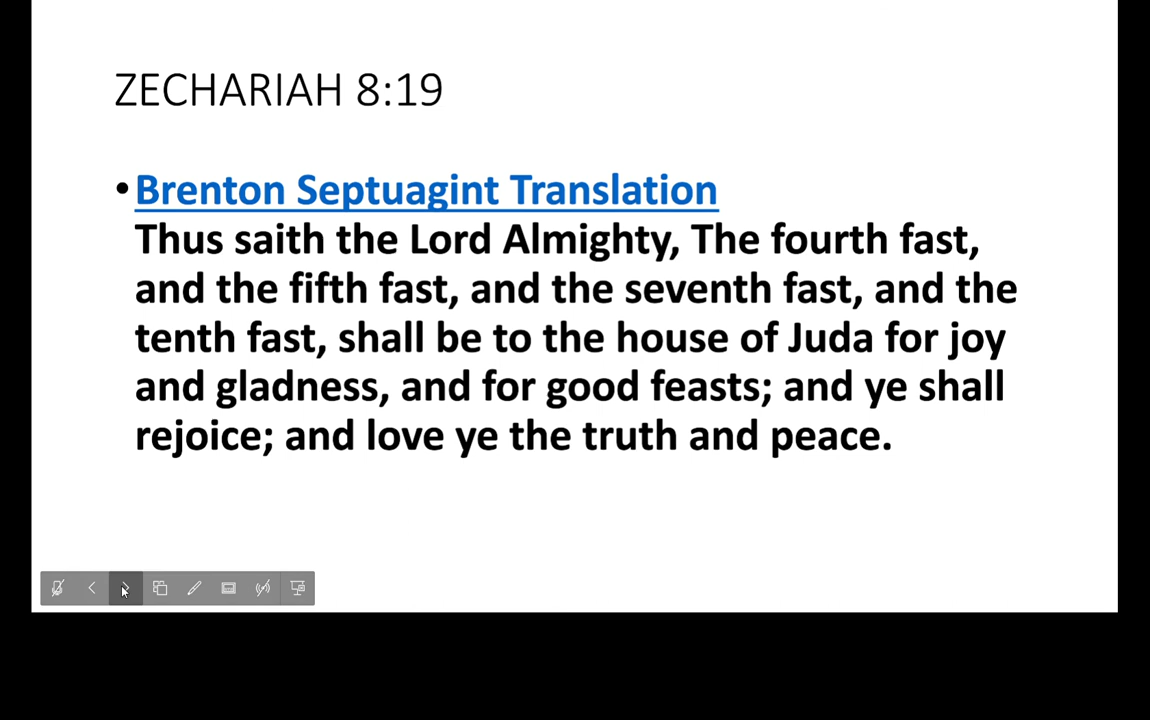 ZECHARIAH 8:19
•Brenton Septuagint Translation
Thus saith the Lord Almighty, The fourth fast,
and the fifth fast, and the seventh fast, and the
tenth fast, shall be to the house of Juda for joy
and gladness, and for good feasts; and ye shall
rejoice; and love ye the truth and peace.